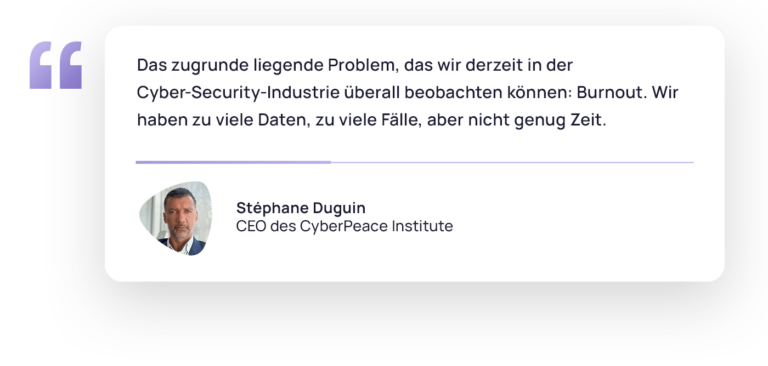 Das zugrunde liegende Problem, das wir derzeit in der
Cyber-Security-Industrie überall beobachten können: Burnout. Wir
haben zu viele Daten, zu viele Fälle, aber nicht genug Zeit.
Stéphane Duguin
CEO des CyberPeace Institute